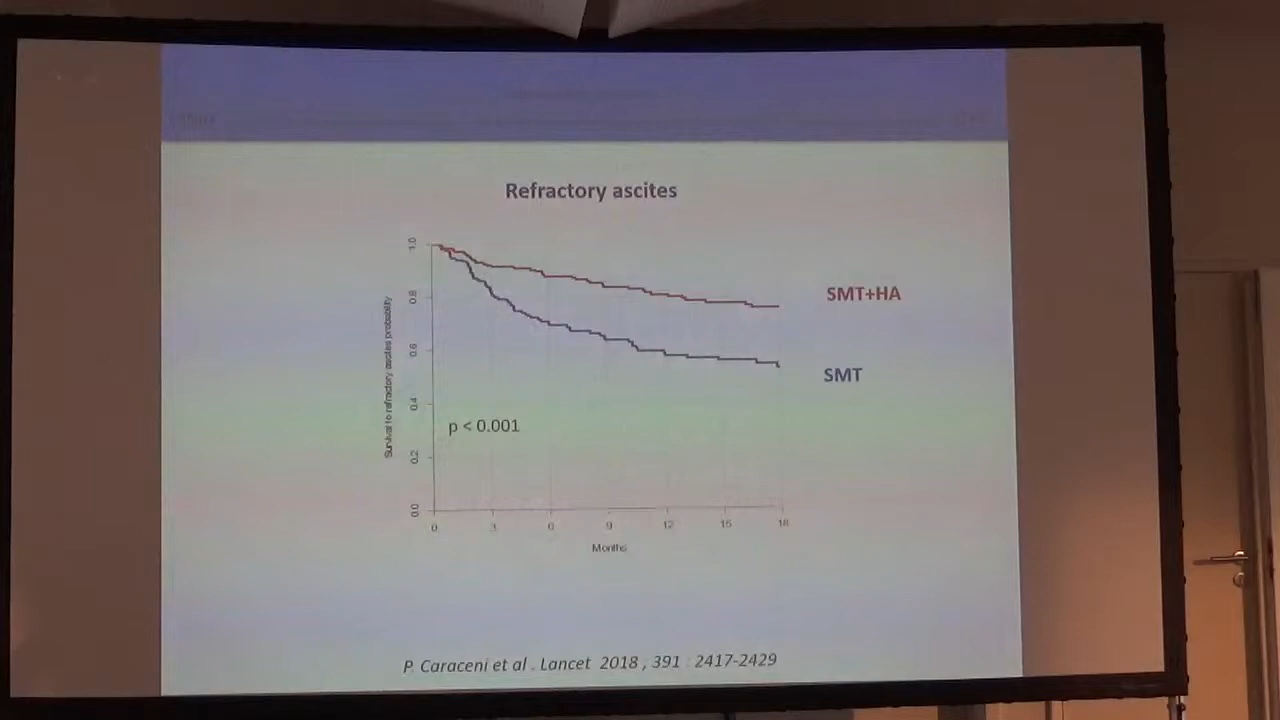 Refractory ascites
1.0
0.8
0.6
0.4
0.2
0.0
Survival to refractory ascites probability
SMT+HA
SMT
p < 0.001
0 3 6 9 12 15 18
Months
P. Caraceni et al . Lancet 2018 , 391 : 2417-2429